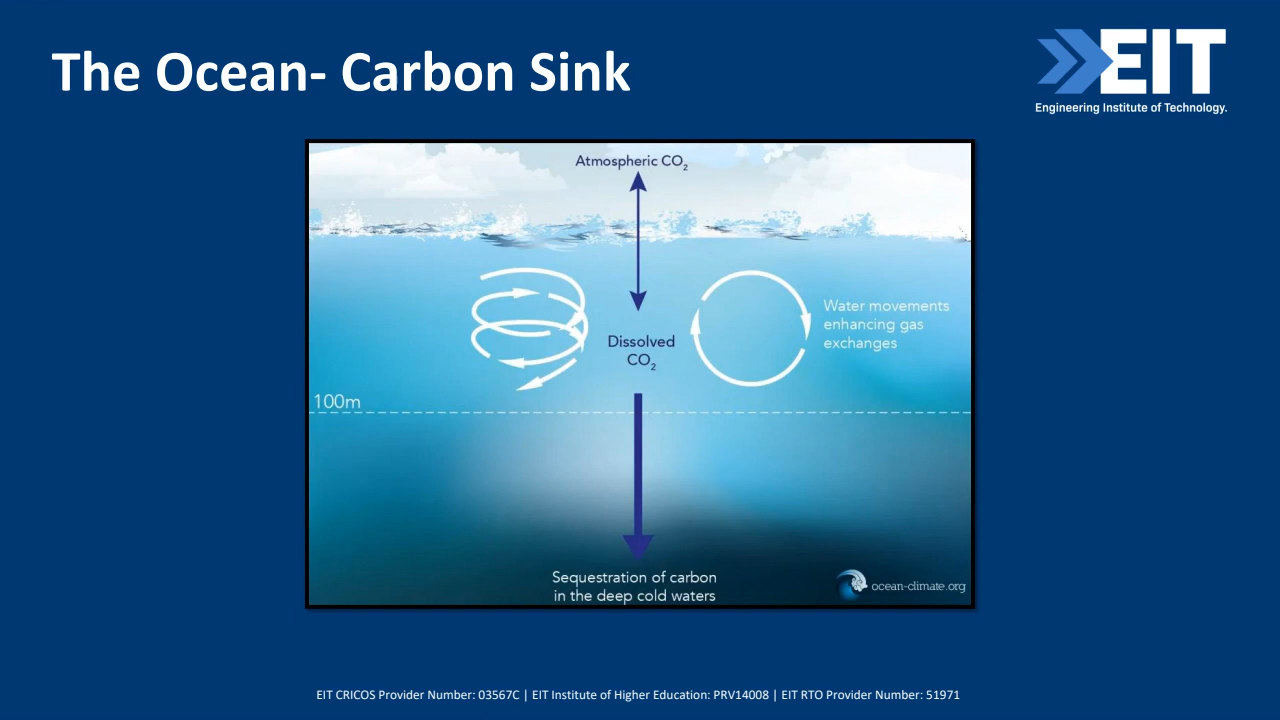 The Ocean- Carbon Sink
EIT
Engineering Institute of Technology.
Atmospheric CO₂
Water movements
enhancing gas
exchanges
Dissolved
CO₂
100m
Sequestration of carbon
in the deep cold waters
ocean-climate.org
EIT CRICOS Provider Number: 03567C | EIT Institute of Higher Education: PRV14008 | EIT RTO Provider Number: 51971